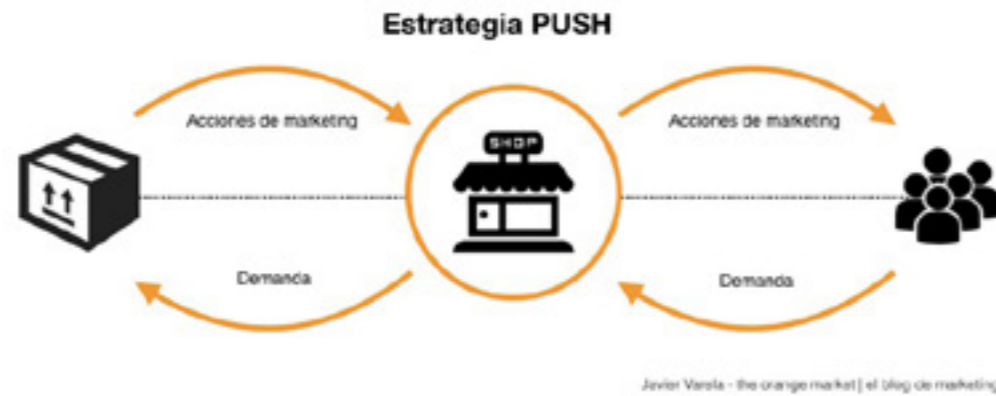 Estrategia PUSH
Acciones de marketing
Acciones de marketing
SHOP
Demanda
Demanda
Javier Varela - the orange market | el blog de marketing